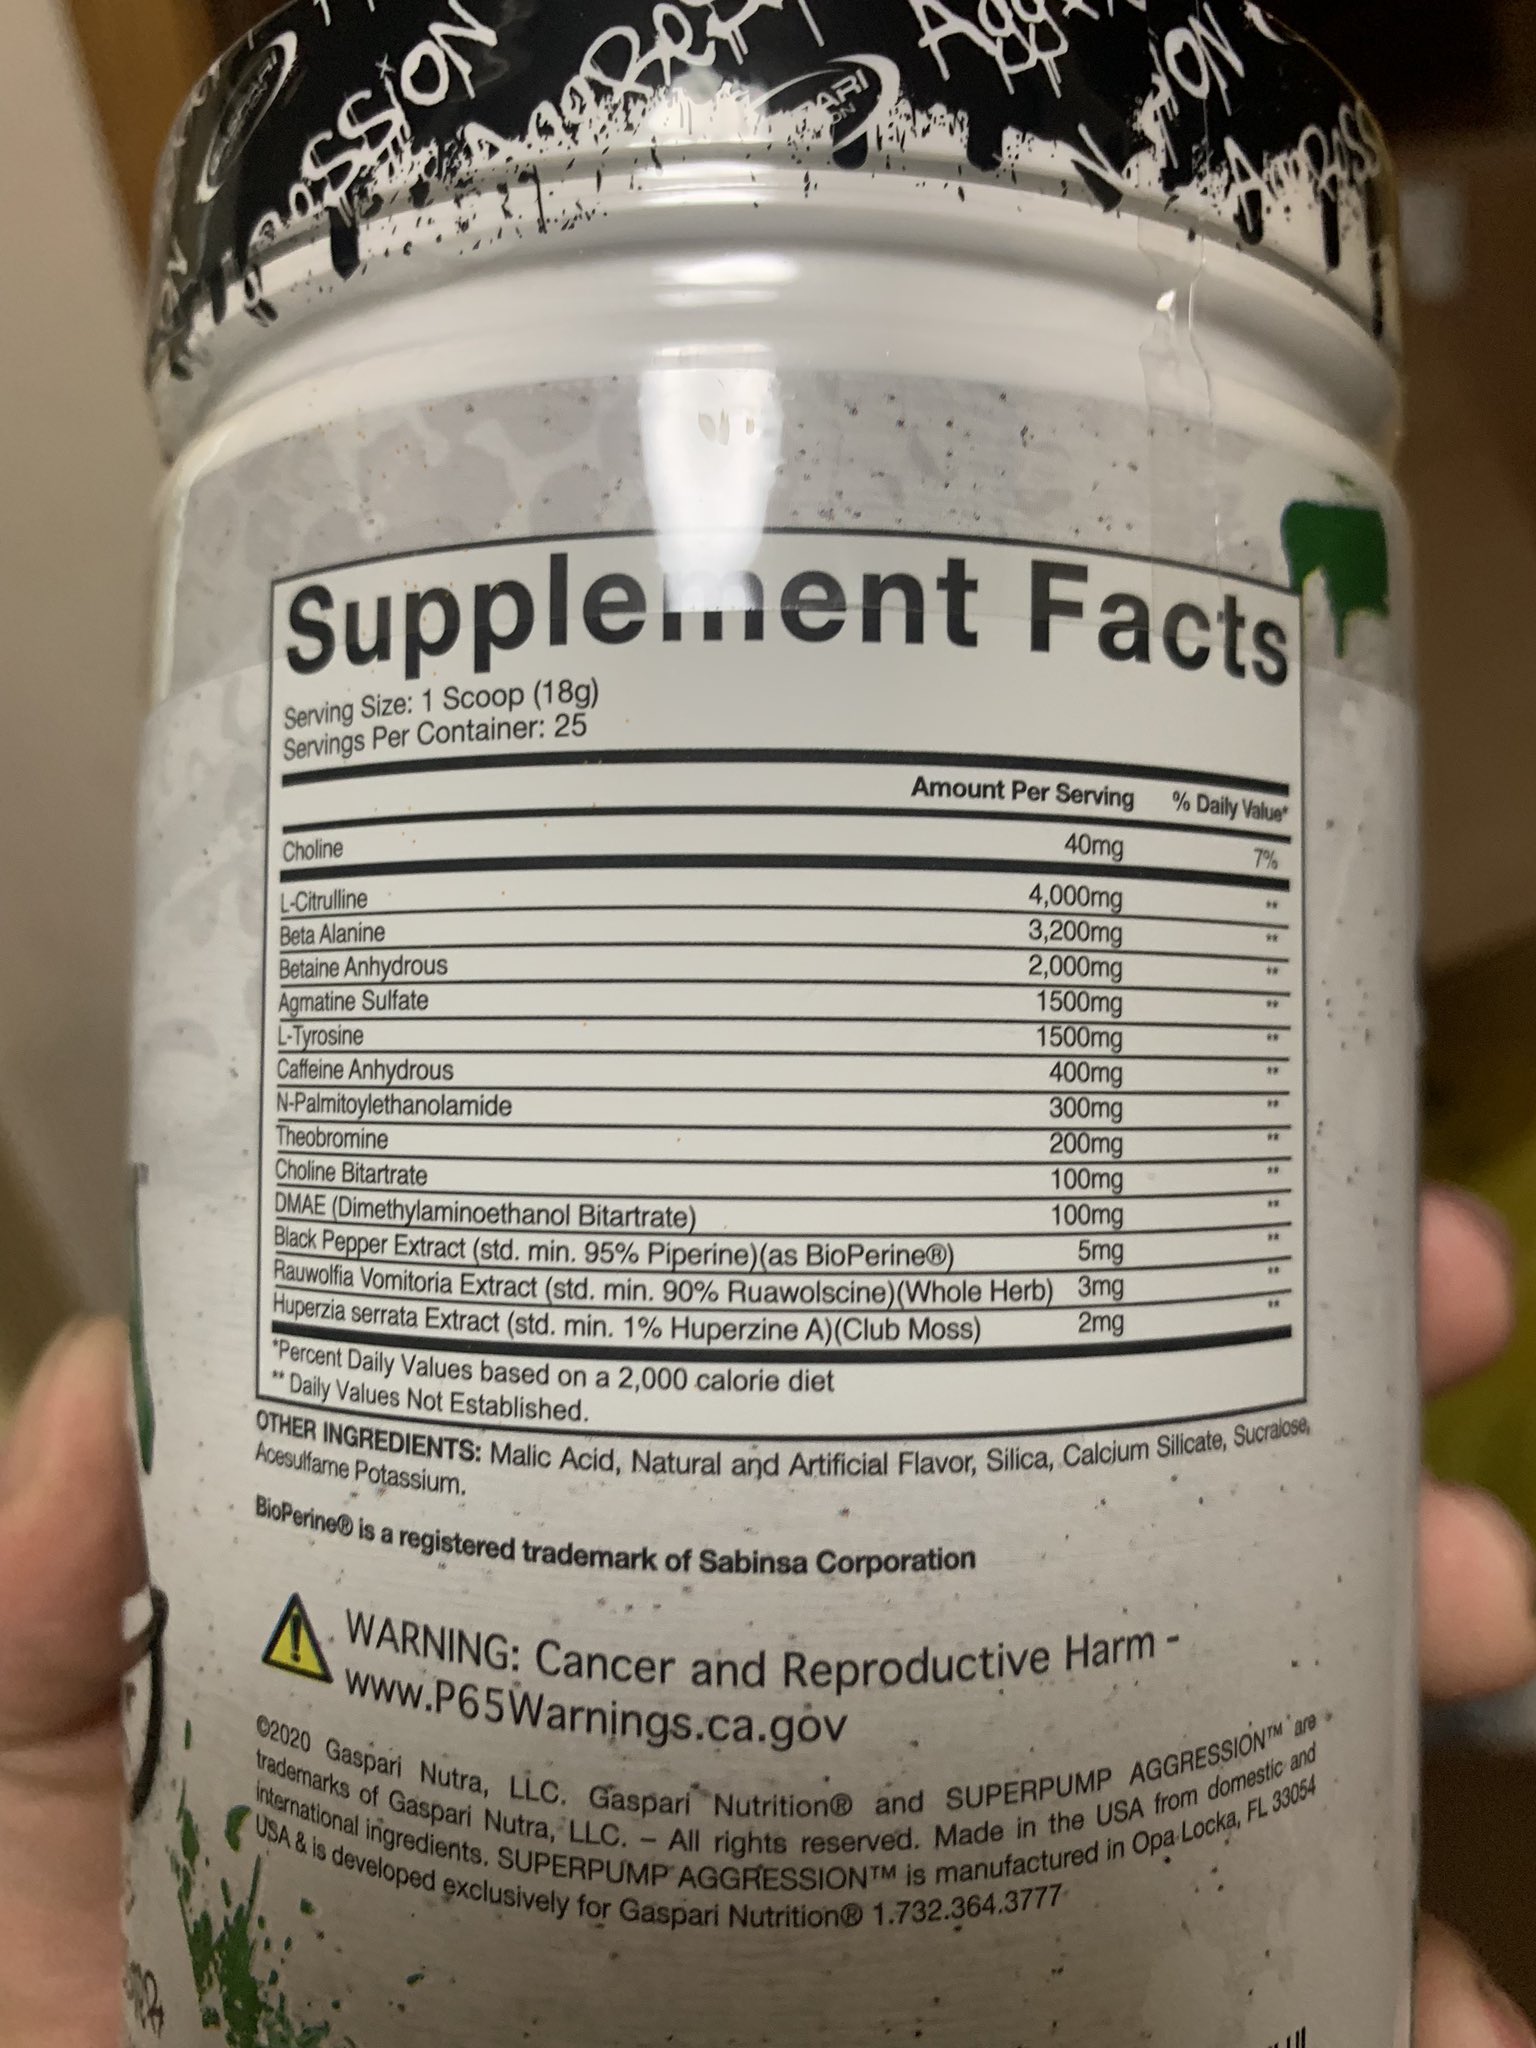 Supplement Facts
Serving Size: 1 Scoop (18g)
Servings Per Container: 25
Amount Per Serving % Daily Value*
Choline 40mg 7%
L-Citrulline 4,000mg **
Beta Alanine 3,200mg **
Betaine Anhydrous 2,000mg **
Agmatine Sulfate 1500mg **
L-Tyrosine 1500mg **
Caffeine Anhydrous 400mg **
N-Palmitoylethanolamide 300mg **
Theobromine 200mg **
Choline Bitartrate 100mg **
DMAE (Dimethylaminoethanol Bitartrate) 100mg **
Black Pepper Extract (std. min. 95% Piperine)(as BioPerine®) 5mg **
Rauwolfia Vomitoria Extract (std. min. 90% Ruawolscine)(Whole Herb) 3mg **
Huperzia serrata Extract (std. min. 1% Huperzine A)(Club Moss) 2mg **
*Percent Daily Values based on a 2,000 calorie diet
** Daily Values Not Established.
OTHER INGREDIENTS: Malic Acid, Natural and Artificial Flavor, Silica, Calcium Silicate, Sucralose,
Acesulfame Potassium.
BioPerine® is a registered trademark of Sabinsa Corporation
WARNING: Cancer and Reproductive Harm -
www.P65Warnings.ca.gov
©2020 Gaspari Nutra, LLC. Gaspari Nutrition® and SUPERPUMP AGGRESSION™ are
trademarks of Gaspari Nutra, LLC. – All rights reserved. Made in the USA from domestic and
international ingredients. SUPERPUMP AGGRESSION™ is manufactured in Opa Locka, FL 33054
USA & is developed exclusively for Gaspari Nutrition® 1.732.364.3777